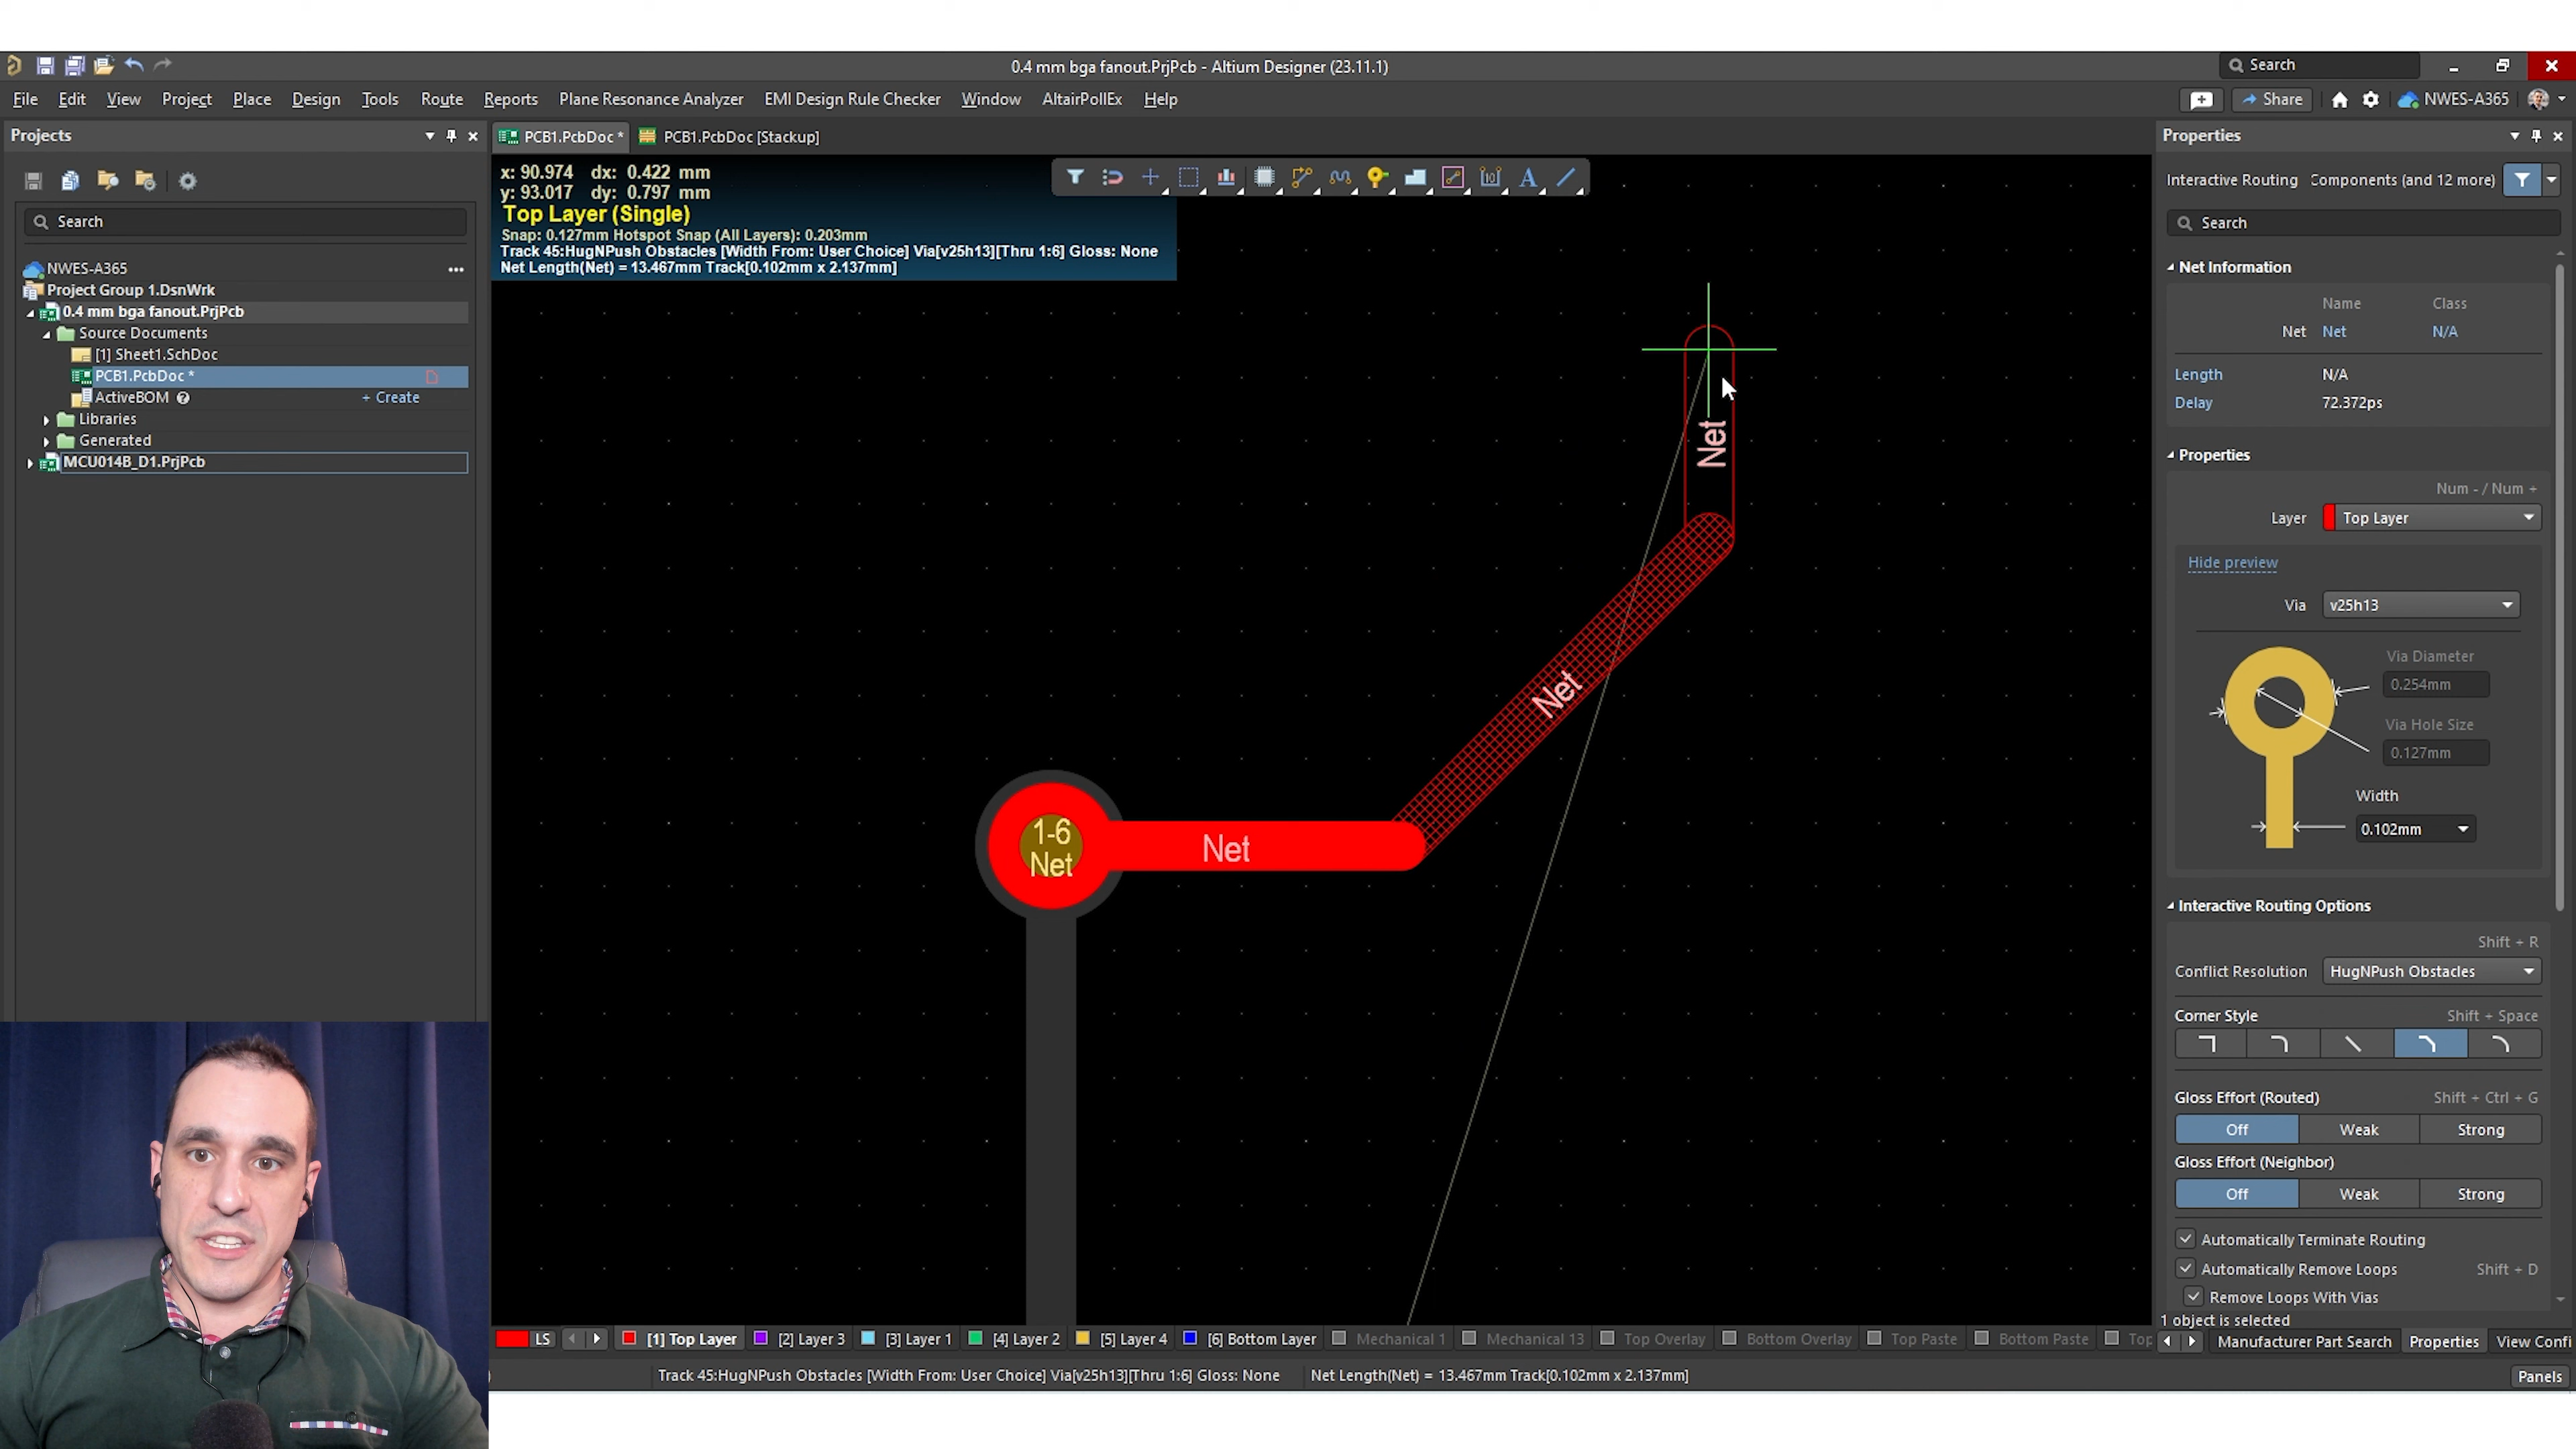 0.4 mm bga fanout.PrjPcb - Altium Designer (23.11.1)
Search
File Edit View Project Place Design Tools Route Reports Plane Resonance Analyzer EMI Design Rule Checker Window AltairPollEx Help
Share
NWES-A365
Projects
PCB1.PcbDoc *
PCB1.PcbDoc [Stackup]
Properties
x: 90.974 dx: 0.422 mm
y: 93.017 dy: 0.797 mm
Top Layer (Single)
Snap: 0.127mm Hotspot Snap (All Layers): 0.203mm
Track 45:HugNPush Obstacles [Width From: User Choice] Via[v25h13][Thru 1:6] Gloss: None
Net Length(Net) = 13.467mm Track[0.102mm x 2.137mm]
Search
NWES-A365
Project Group 1.DsnWrk
0.4 mm bga fanout.PrjPcb
Source Documents
[1] Sheet1.SchDoc
PCB1.PcbDoc *
ActiveBOM
+ Create
Libraries
Generated
MCU014B_D1.PrjPcb
Net
Net
Net
1-6
Net
Interactive Routing Components (and 12 more)
Search
Net Information
Name Class
Net Net N/A
Length N/A
Delay 72.372ps
Properties
Num - / Num +
Layer Top Layer
Hide preview
Via v25h13
Via Diameter
0.254mm
Via Hole Size
0.127mm
Width
0.102mm
Interactive Routing Options
Shift + R
Conflict Resolution HugNPush Obstacles
Corner Style Shift + Space
Gloss Effort (Routed) Shift + Ctrl + G
Off Weak Strong
Gloss Effort (Neighbor)
Off Weak Strong
Automatically Terminate Routing
Automatically Remove Loops Shift + D
Remove Loops With Vias
1 object is selected
LS [1] Top Layer [2] Layer 3 [3] Layer 1 [4] Layer 2 [5] Layer 4 [6] Bottom Layer Mechanical 1 Mechanical 13 Top Overlay Bottom Overlay Top Paste Bottom Paste Top
Manufacturer Part Search Properties View Confi
Track 45:HugNPush Obstacles [Width From: User Choice] Via[v25h13][Thru 1:6] Gloss: None Net Length(Net) = 13.467mm Track[0.102mm x 2.137mm]
Panels